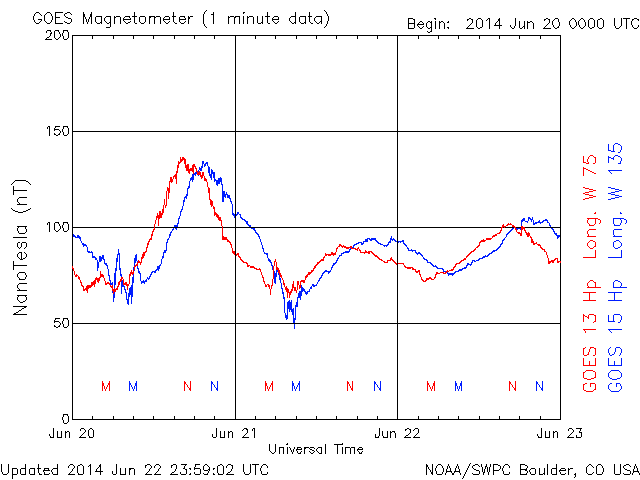 GOES Magnetometer (1 minute data)
Begin: 2014 Jun 20 0000 UTC
200
150
100
50
0
NanoTesla (nT)
M M N N M M N N M M N N
Jun 20 Jun 21 Jun 22 Jun 23
Universal Time
GOES 13 Hp Long. W 75
GOES 15 Hp Long. W 135
Updated 2014 Jun 22 23:59:02 UTC
NOAA/SWPC Boulder, CO USA